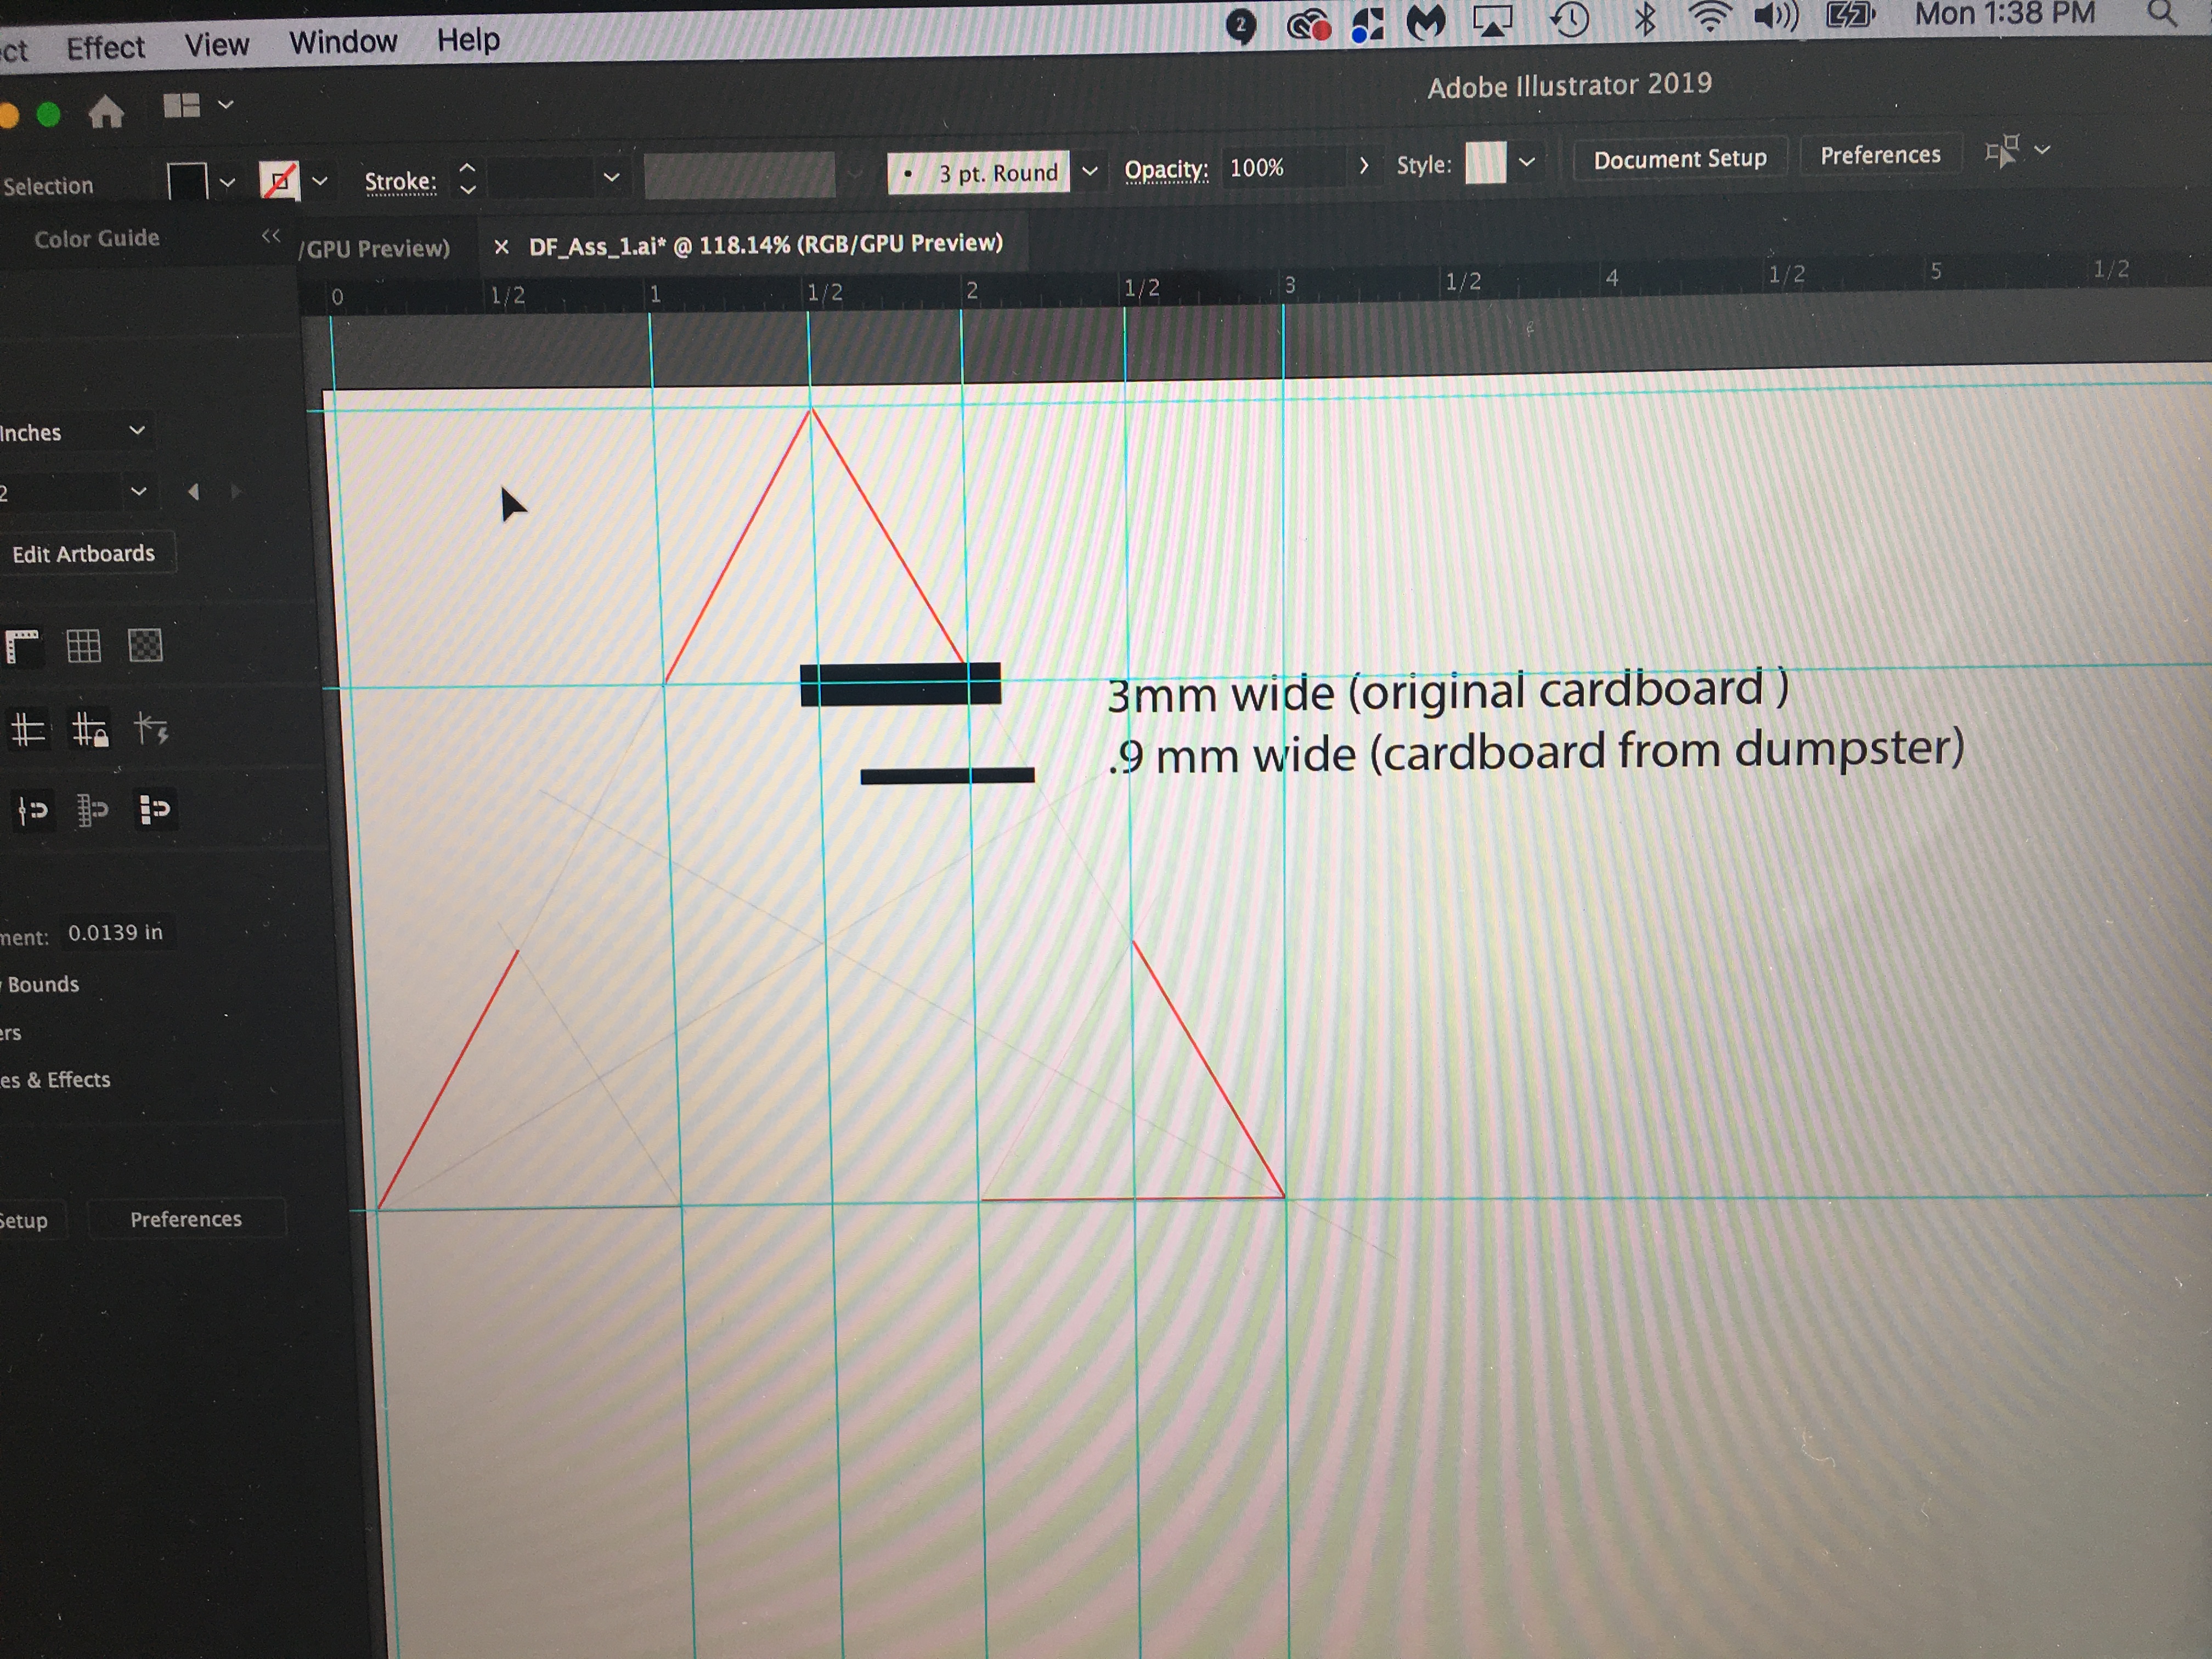 ct Effect View Window Help 2 Mon 1:38 PM
Adobe Illustrator 2019
Selection Stroke: 3 pt. Round Opacity: 100% Style: Document Setup Preferences
Color Guide << /GPU Preview) × DF_Ass_1.ai* @ 118.14% (RGB/GPU Preview)
0 1/2 1 1/2 2 1/2 3 1/2 4 1/2 5 1/2
Inches
2
Edit Artboards
3mm wide (original cardboard )
.9 mm wide (cardboard from dumpster)
ment: 0.0139 in
Bounds
ers
es & Effects
Setup Preferences